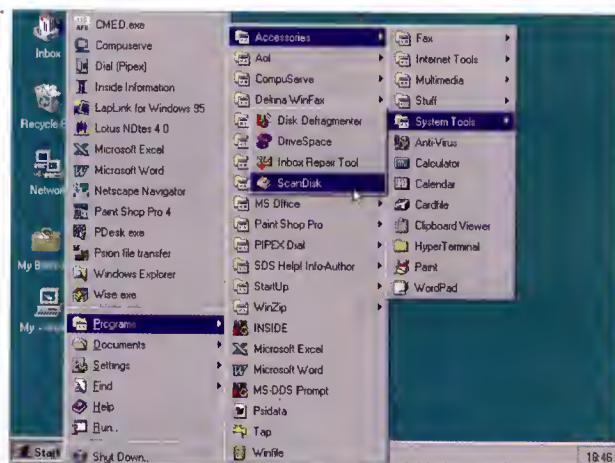 Inbox
Recycle
Networ
My B
My
CMED.exe
Compuserve
Dial (Pipex)
Inside Information
LapLink for Windows 95
Lotus NDtes 4 0
Microsoft Excel
Microsoft Word
Netscape Navigator
Paint Shop Pro 4
PDesk exe
Psion file transfer
Windows Explorer
Wise exe
Programs
Documents
Settings
Find
Help
Run..
Shut Down..
Start
Accessories
Aol
CompuServe
Delrina WinFax
Disk Defragmenter
DriveSpace
Inbox Repair Tool
ScanDisk
MS Office
Paint Shop Pro
PIPEX Dial
SDS Help! Info-Author
StartUp
WinZip
INSIDE
Microsoft Excel
Microsoft Word
MS-DOS Prompt
Psidata
Tap
Winfile
Fax
Internet Tools
Multimedia
Stuff
System Tools
Anti-Virus
Calculator
Calendar
Cardfile
Clipboard Viewer
HyperTerminal
Paint
WordPad
18:46